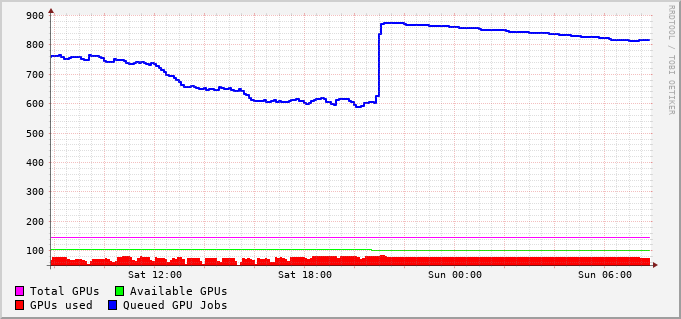 900
800
700
600
500
400
300
200
100
Sat 12:00 Sat 18:00 Sun 00:00 Sun 06:00
Total GPUs Available GPUs
GPUs used Queued GPU Jobs
RRDTOOL / TOBI OETIKER